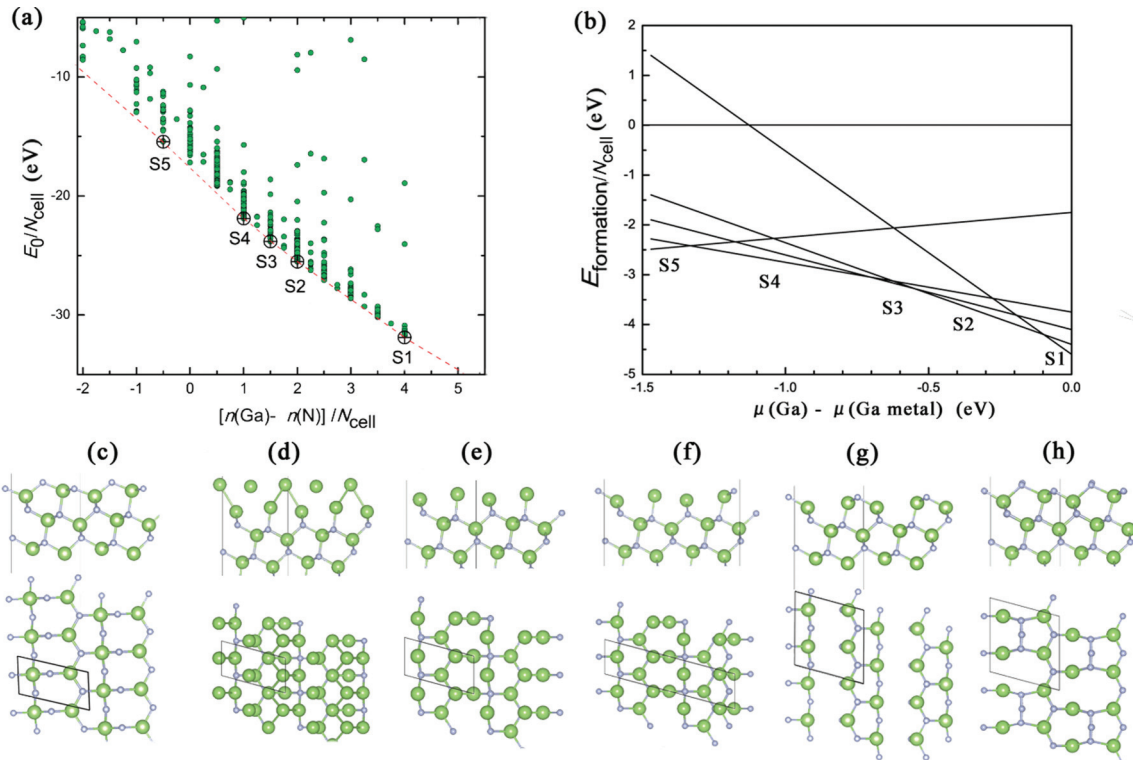 (a)
-10
-20
-30
E0/Ncell (eV)
S5
S4
S3
S2
S1
-2 -1 0 1 2 3 4 5
[n(Ga)- n(N)] /Ncell
(b)
2
1
0
-1
-2
-3
-4
-5
Eformation/Ncell (eV)
S5
S4
S3
S2
S1
-1.5 -1.0 -0.5 0.0
μ(Ga) - μ(Ga metal) (eV)
(c) (d) (e) (f) (g) (h)